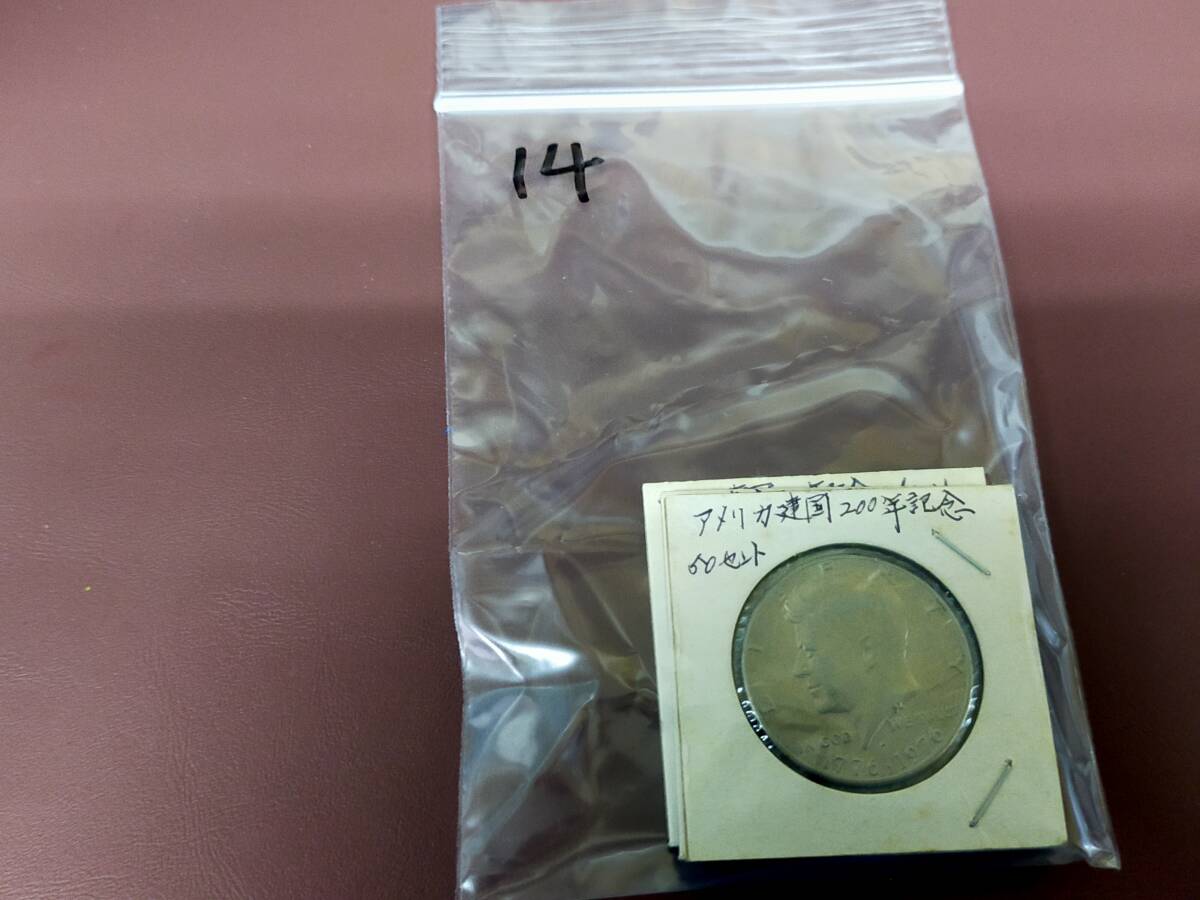 14
アメリカ建国200年記念
50セント
LIBERTY
IN GOD WE
1776·1976